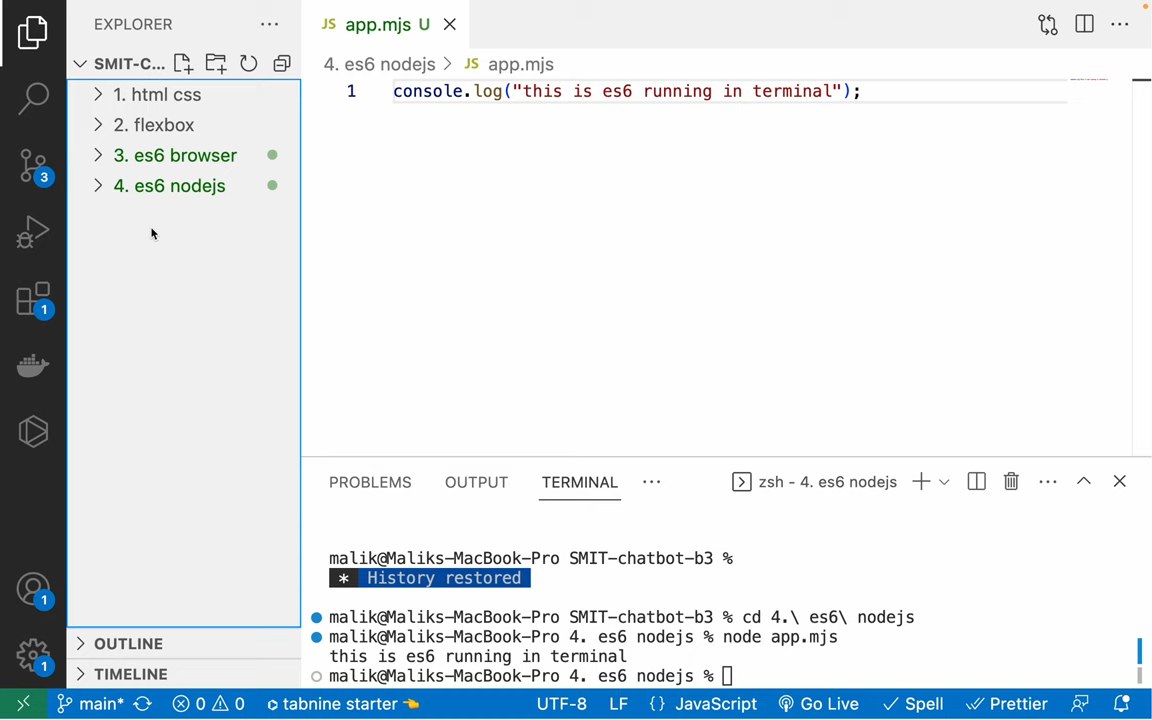 EXPLORER
JS app.mjs U
SMIT-C...
4. es6 nodejs > JS app.mjs
1. html css
2. flexbox
3. es6 browser
4. es6 nodejs
1 console.log("this is es6 running in terminal");
3
1
1
1
PROBLEMS OUTPUT TERMINAL zsh - 4. es6 nodejs
malik@Maliks-MacBook-Pro SMIT-chatbot-b3 %
* History restored
malik@Maliks-MacBook-Pro SMIT-chatbot-b3 % cd 4.\ es6\ nodejs
malik@Maliks-MacBook-Pro 4. es6 nodejs % node app.mjs
this is es6 running in terminal
malik@Maliks-MacBook-Pro 4. es6 nodejs %
OUTLINE
TIMELINE
main* 0 0 tabnine starter UTF-8 LF {} JavaScript Go Live Spell Prettier